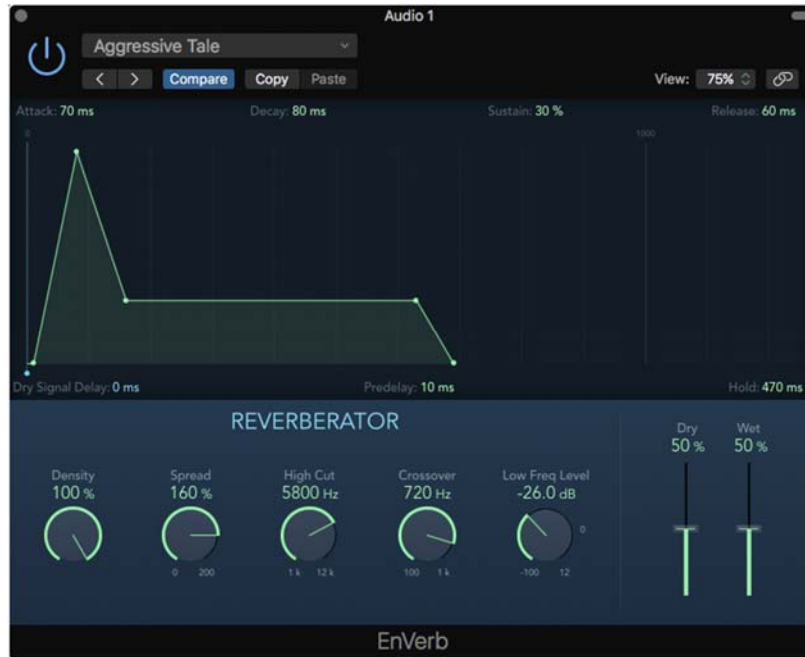 Audio 1
Aggressive Tale
Compare Copy Paste View: 75%
Attack: 70 ms Decay: 80 ms Sustain: 30 % Release: 60 ms
0 1000
Dry Signal Delay: 0 ms Predelay: 10 ms Hold: 470 ms
REVERBERATOR
Dry Wet
50 % 50 %
Density Spread High Cut Crossover Low Freq Level
100 % 160 % 5800 Hz 720 Hz -26.0 dB
0
0 200 1 k 12 k 100 1 k -100 12
EnVerb